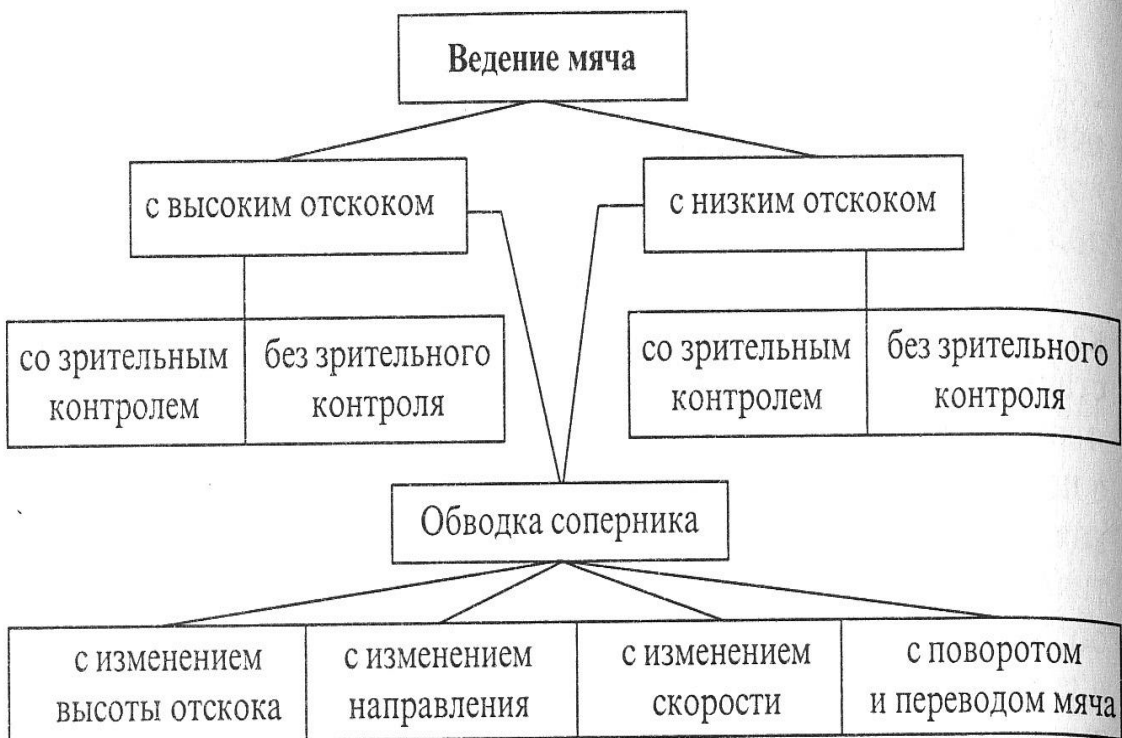 Ведение мяча
с высоким отскоком
с низким отскоком
со зрительным
контролем
без зрительного
контроля
со зрительным
контролем
без зрительного
контроля
Обводка соперника
с изменением
высоты отскока
с изменением
направления
с изменением
скорости
с поворотом
и переводом мяча